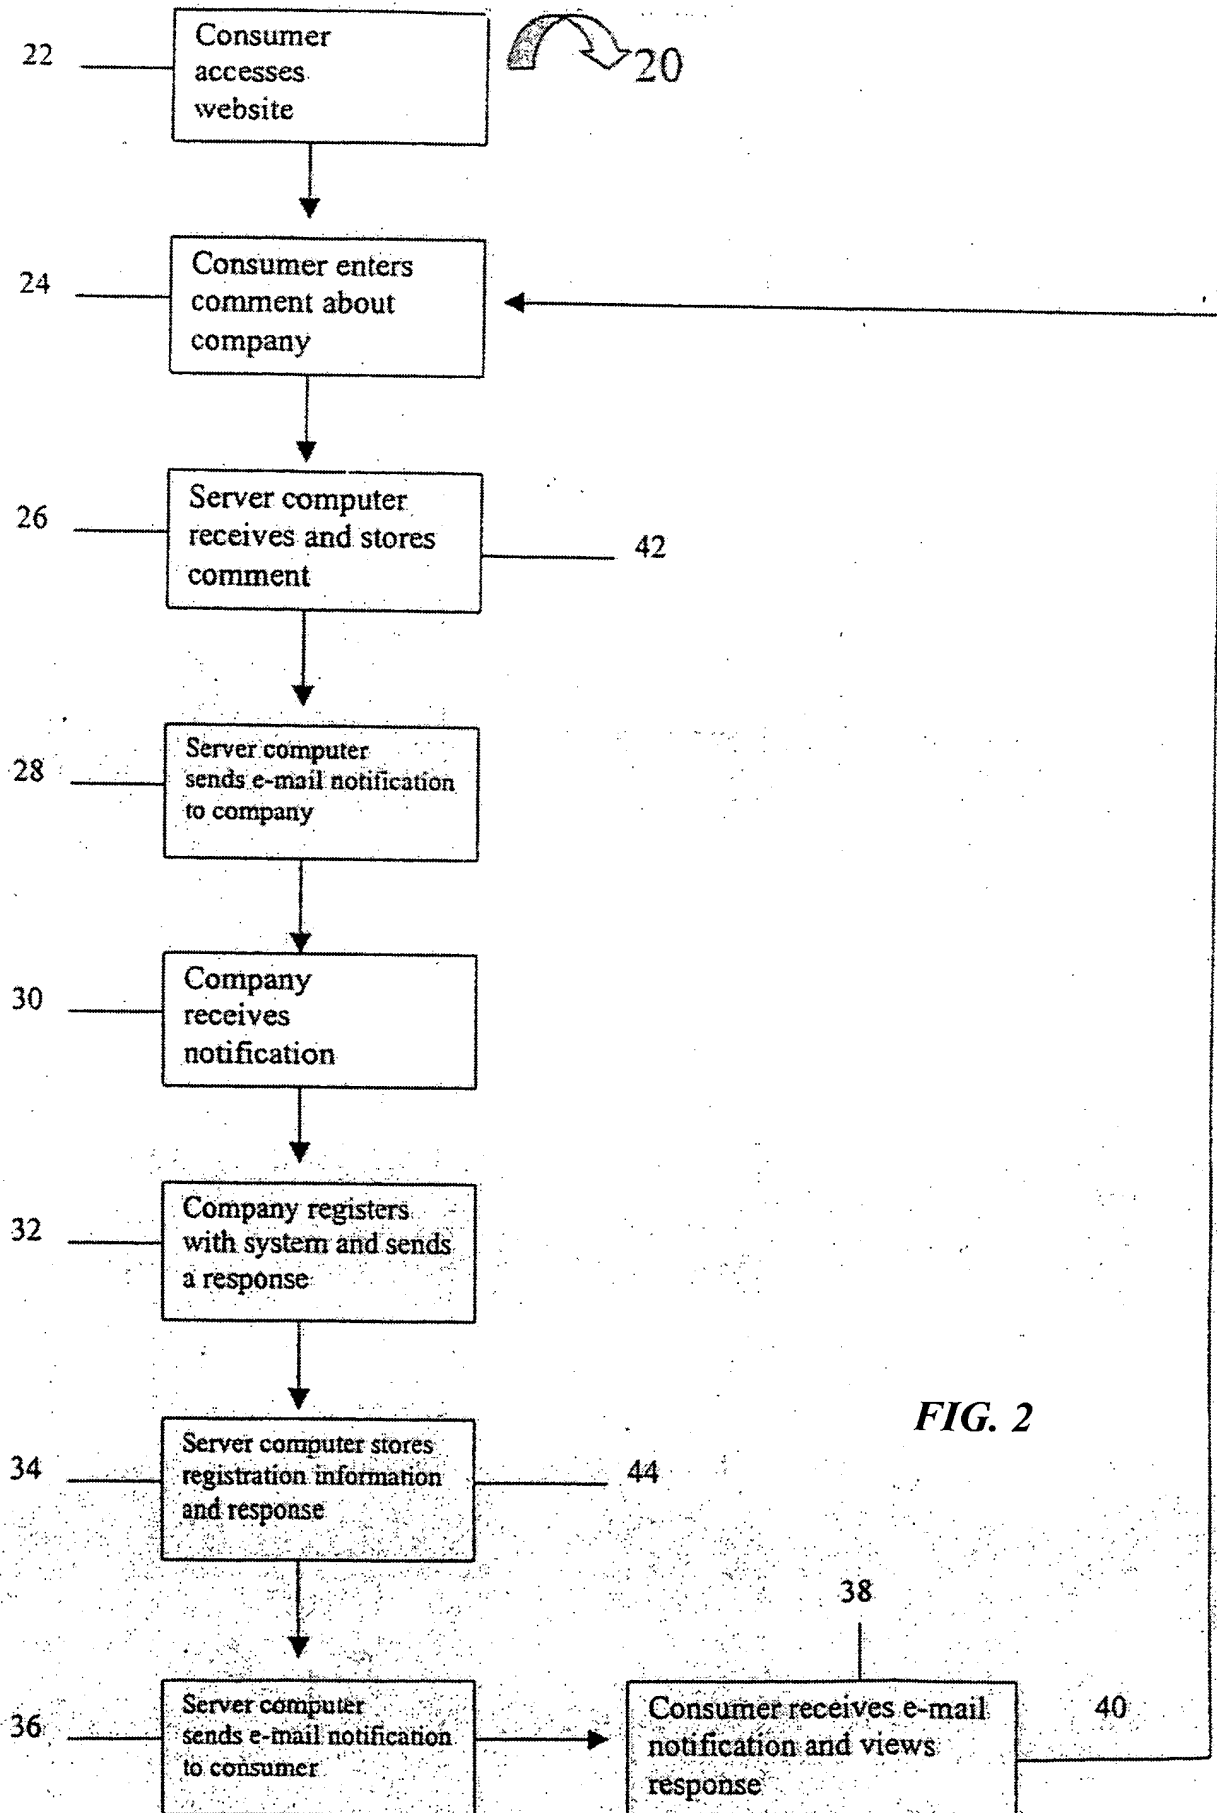 22
Consumer
accesses
website
20
24
Consumer enters
comment about
company
26
Server computer
receives and stores
comment
42
28
Server computer
sends e-mail notification
to company
30
Company
receives
notification
32
Company registers
with system and sends
a response
FIG. 2
34
Server computer stores
registration information
and response
44
38
36
Server computer
sends e-mail notification
to consumer
Consumer receives e-mail
notification and views
response
40